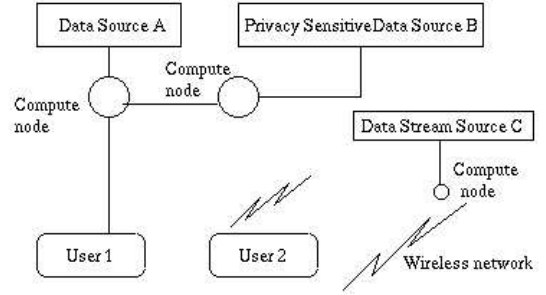 Data Source A
Privacy SensitiveData Source B
Compute
node
Compute
node
Data Stream Source C
Compute
node
User 1
User 2
Wireless network